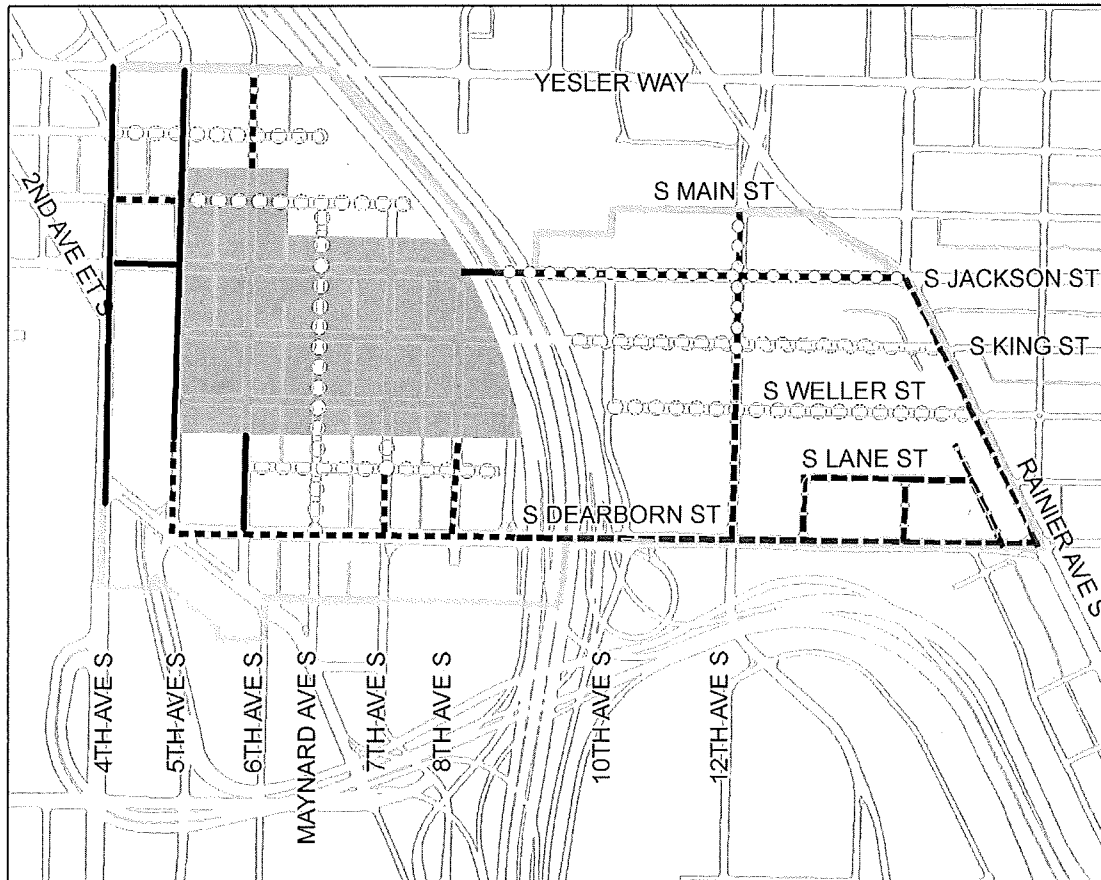 YESLER WAY
2ND AVE ET S
S MAIN ST
S JACKSON ST
S KING ST
S WELLER ST
S LANE ST
S DEARBORN ST
RAINIER AVE S
4TH AVE S
5TH AVE S
6TH AVE S
MAYNARD AVE S
7TH AVE S
8TH AVE S
10TH AVE S
12TH AVE S